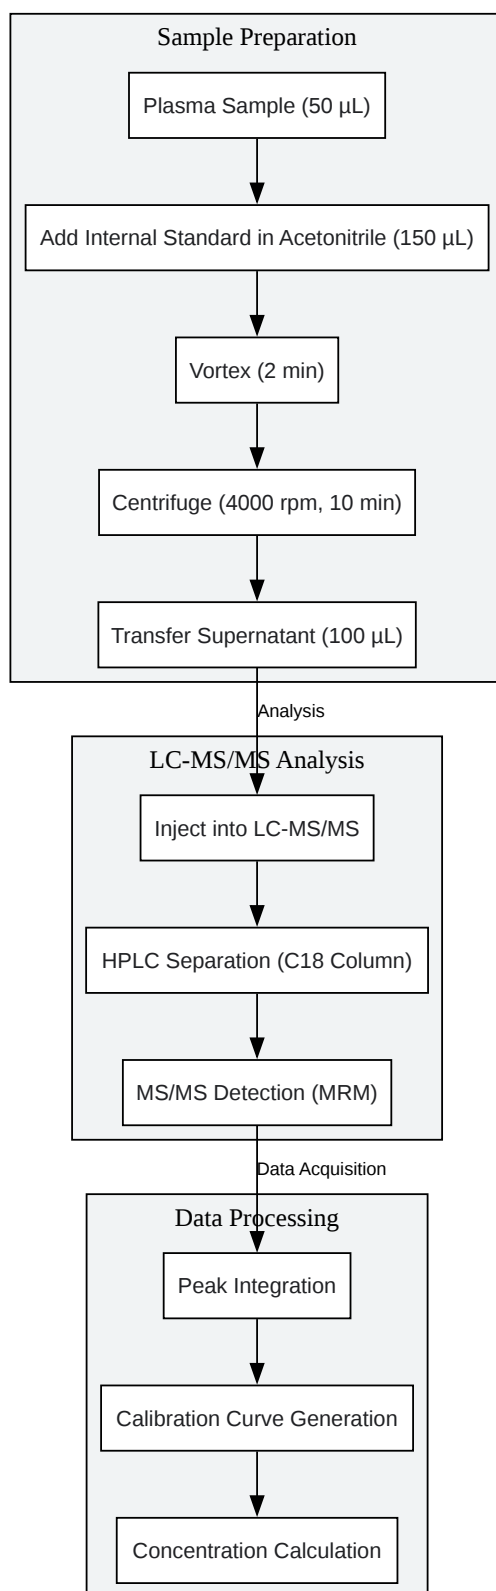 Sample Preparation
Plasma Sample (50 µL)
Add Internal Standard in Acetonitrile (150 µL)
Vortex (2 min)
Centrifuge (4000 rpm, 10 min)
Transfer Supernatant (100 µL)
Analysis
LC-MS/MS Analysis
Inject into LC-MS/MS
HPLC Separation (C18 Column)
MS/MS Detection (MRM)
Data Acquisition
Data Processing
Peak Integration
Calibration Curve Generation
Concentration Calculation